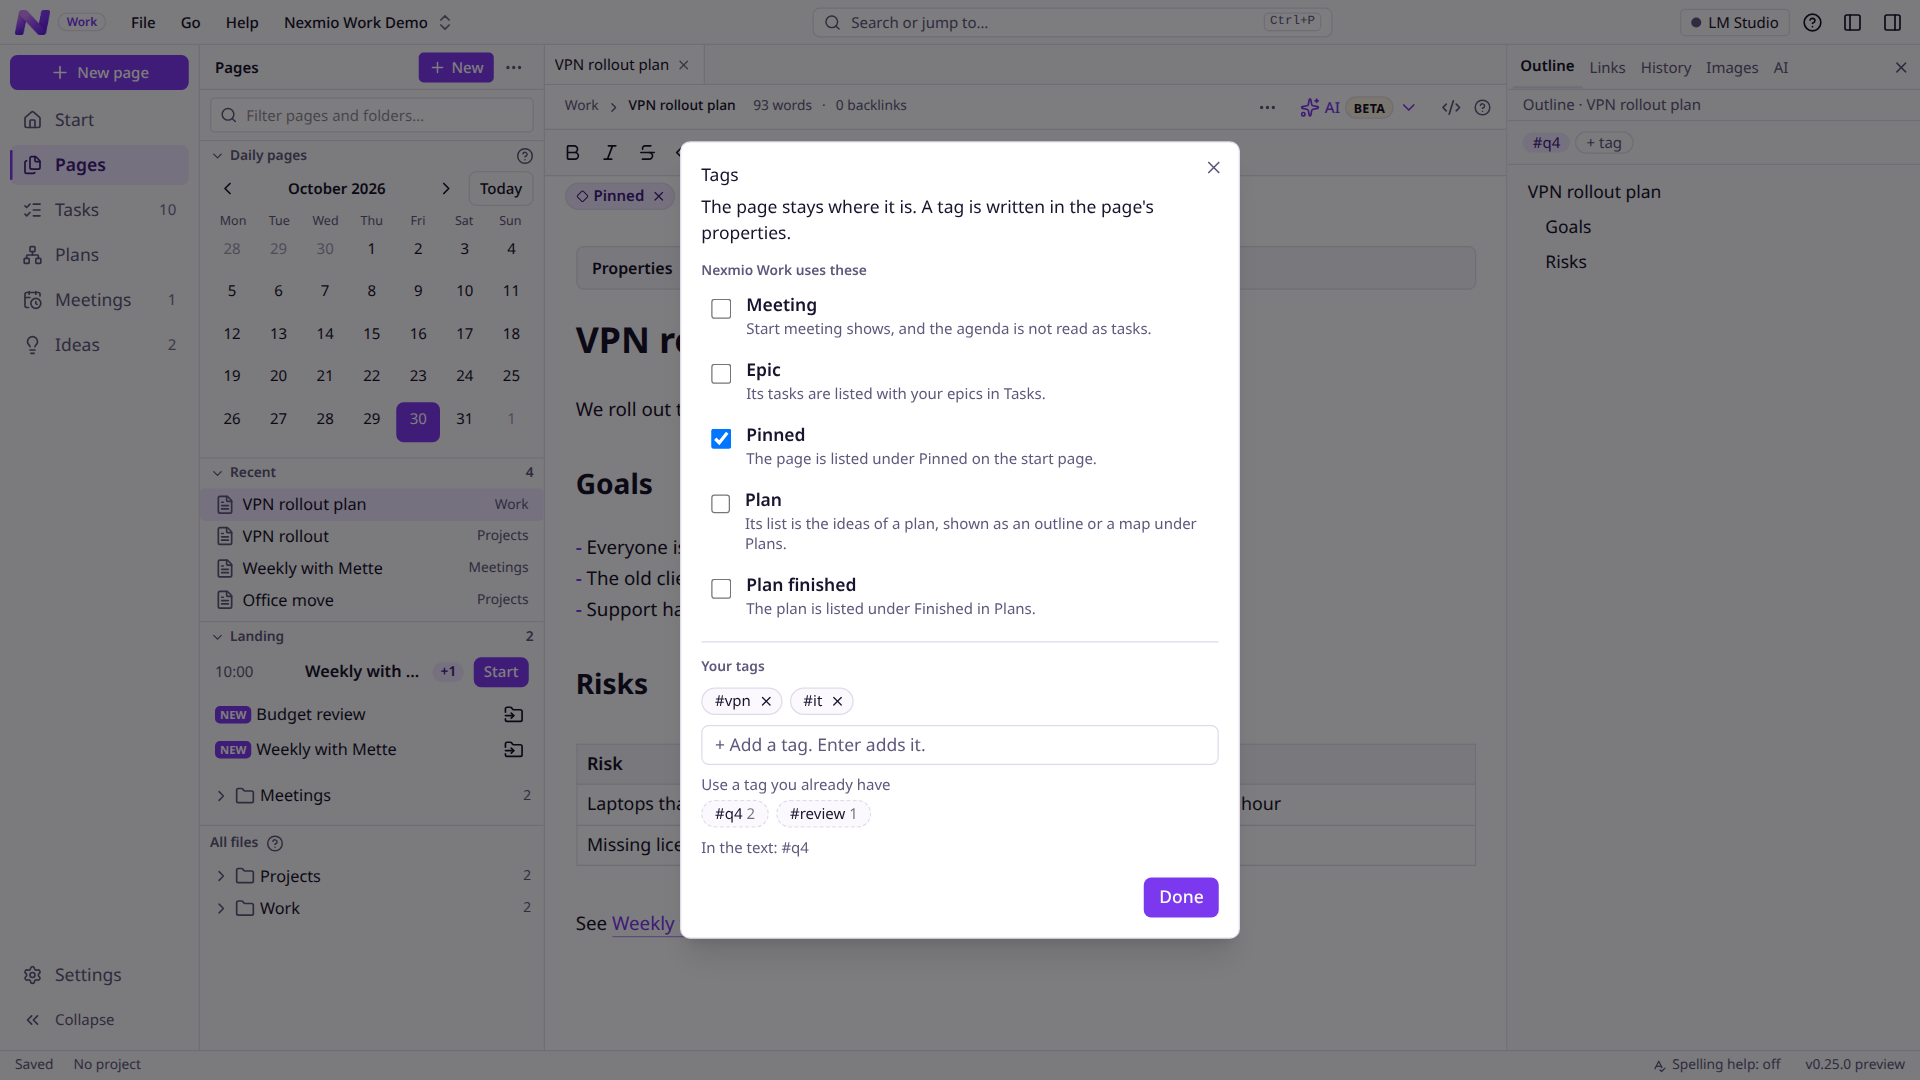 Work File Go Help Nexmio Work Demo Search or jump to... Ctrl+P LM Studio
New page
Start
Pages
Tasks 10
Plans
Meetings 1
Ideas 2
Settings
Collapse
Pages + New
Filter pages and folders...
Daily pages
October 2026 Today
Mon Tue Wed Thu Fri Sat Sun
28 29 30 1 2 3 4
5 6 7 8 9 10 11
12 13 14 15 16 17 18
19 20 21 22 23 24 25
26 27 28 29 30 31 1
Recent 4
VPN rollout plan Work
VPN rollout Projects
Weekly with Mette Meetings
Office move Projects
Landing 2
10:00 Weekly with ... +1 Start
NEW Budget review
NEW Weekly with Mette
Meetings 2
All files
Projects 2
Work 2
VPN rollout plan
Work > VPN rollout plan 93 words · 0 backlinks AI BETA
B I S
Pinned
Properties
VPN r
We roll out
Goals
- Everyone
- The old
- Support
Risks
Risk
Laptops hour
Missing
See Weekly
Tags
The page stays where it is. A tag is written in the page's
properties.
Nexmio Work uses these
Meeting
Start meeting shows, and the agenda is not read as tasks.
Epic
Its tasks are listed with your epics in Tasks.
Pinned
The page is listed under Pinned on the start page.
Plan
Its list is the ideas of a plan, shown as an outline or a map under
Plans.
Plan finished
The plan is listed under Finished in Plans.
Your tags
#vpn #it
+ Add a tag. Enter adds it.
Use a tag you already have
#q4 2 #review 1
In the text: #q4
Done
Outline Links History Images AI
Outline · VPN rollout plan
#q4 + tag
VPN rollout plan
Goals
Risks
Saved No project Spelling help: off v0.25.0 preview